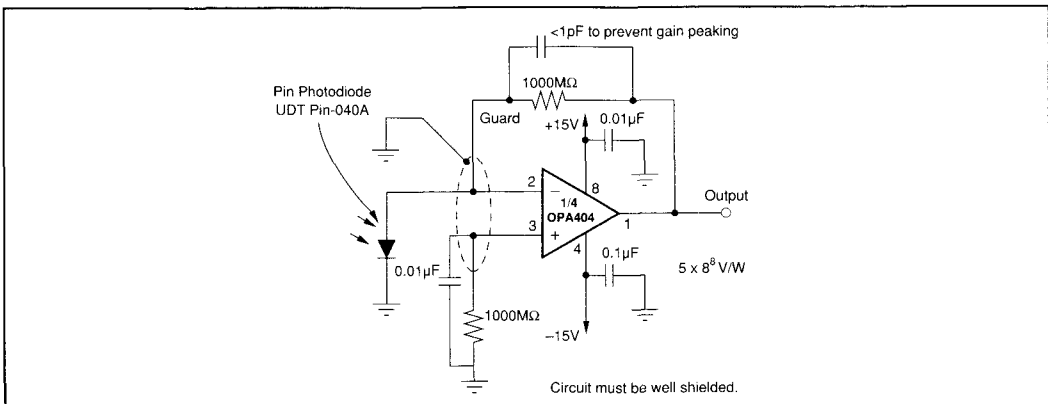 <1pF to prevent gain peaking
1000MΩ
Pin Photodiode
UDT Pin-040A
Guard
+15V
0.01µF
2
–
8
1/4
OPA404
Output
1
3
+
4
0.01µF
0.1µF
5 x 8⁸ V/W
1000MΩ
–15V
Circuit must be well shielded.